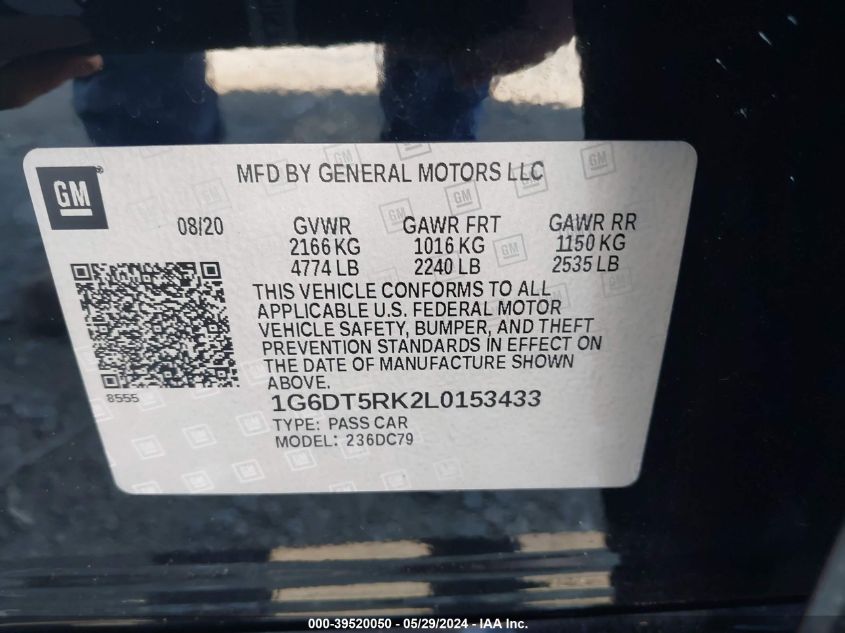 GM
MFD BY GENERAL MOTORS LLC
08/20 GVWR GAWR FRT GAWR RR
2166 KG 1016 KG 1150 KG
4774 LB 2240 LB 2535 LB
THIS VEHICLE CONFORMS TO ALL
APPLICABLE U.S. FEDERAL MOTOR
VEHICLE SAFETY, BUMPER, AND THEFT
PREVENTION STANDARDS IN EFFECT ON
THE DATE OF MANUFACTURE SHOWN
ABOVE.
8555
1G6DT5RK2L0153433
TYPE: PASS CAR
MODEL: 236DC79
000-39520050 - 05/29/2024 - IAA Inc.